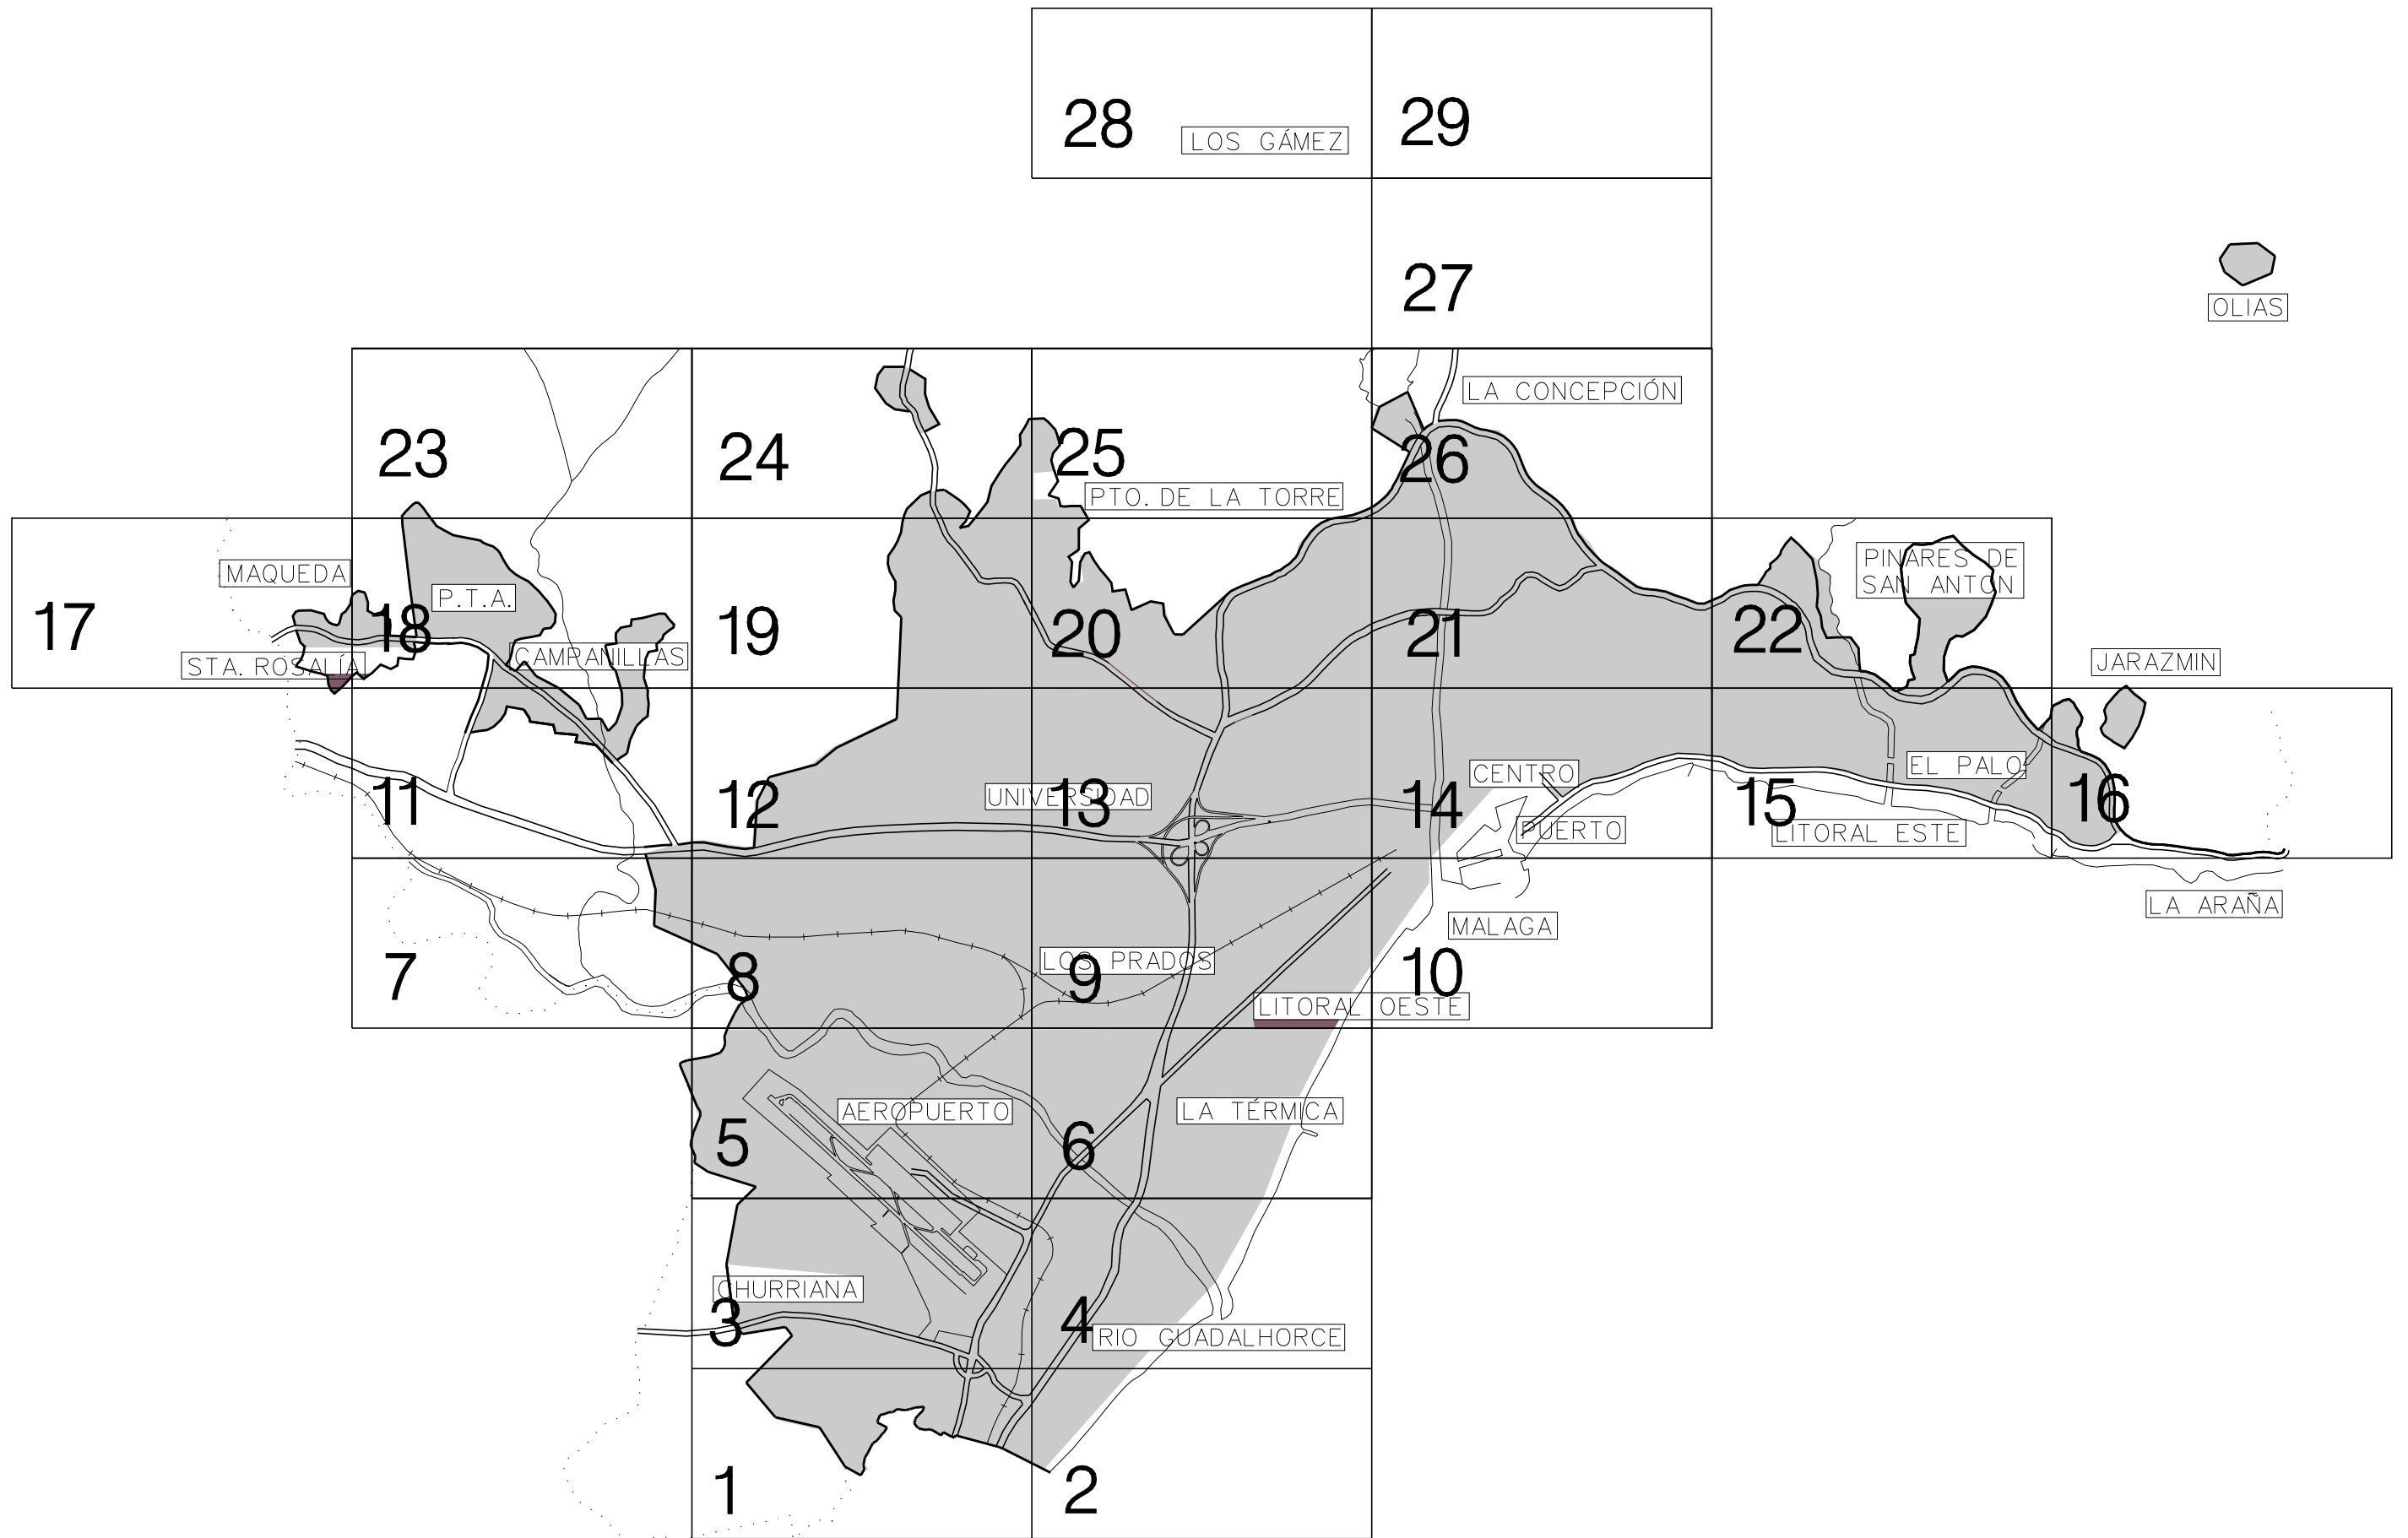 28
LOS GÁMEZ
29
27
OLIAS
LA CONCEPCIÓN
23
24
25
26
PTO. DE LA TORRE
MAQUEDA
P.T.A.
PINARES DE
SAN ANTON
17
18
19
20
21
22
STA. ROSALÍA
CAMPANILLAS
JARAZMIN
11
12
UNIVERSIDAD
13
14
CENTRO
PUERTO
15
EL PALO
LITORAL ESTE
16
LA ARAÑA
MALAGA
7
8
LOS PRADOS
9
10
LITORAL OESTE
5
AEROPUERTO
6
LA TÉRMICA
CHURRIANA
3
4
RIO GUADALHORCE
1
2